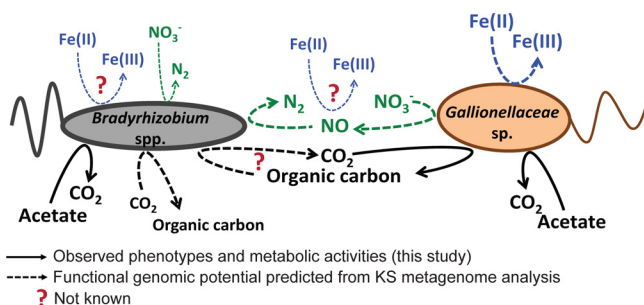 Fe(II)
Fe(III)
?
NO₃⁻
N₂
Fe(II)
Fe(III)
?
Fe(II)
Fe(III)
N₂
NO₃⁻
NO
Bradyrhizobium
spp.
Gallionellaceae
sp.
CO₂
?
Organic carbon
CO₂
Acetate
CO₂
Organic carbon
CO₂
Acetate
Observed phenotypes and metabolic activities (this study)
Functional genomic potential predicted from KS metagenome analysis
? Not known